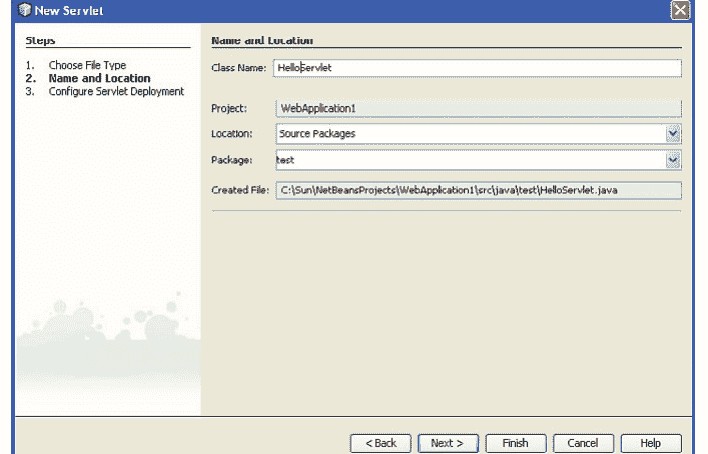 New Servlet
Steps
1. Choose File Type
2. Name and Location
3. Configure Servlet Deployment
Name and Location
Class Name: HelloServlet
Project: WebApplication1
Location: Source Packages
Package: test
Created File: C:\Sun\NetBeansProjects\WebApplication1\src\java\test\HelloServlet.java
< Back Next > Finish Cancel Help